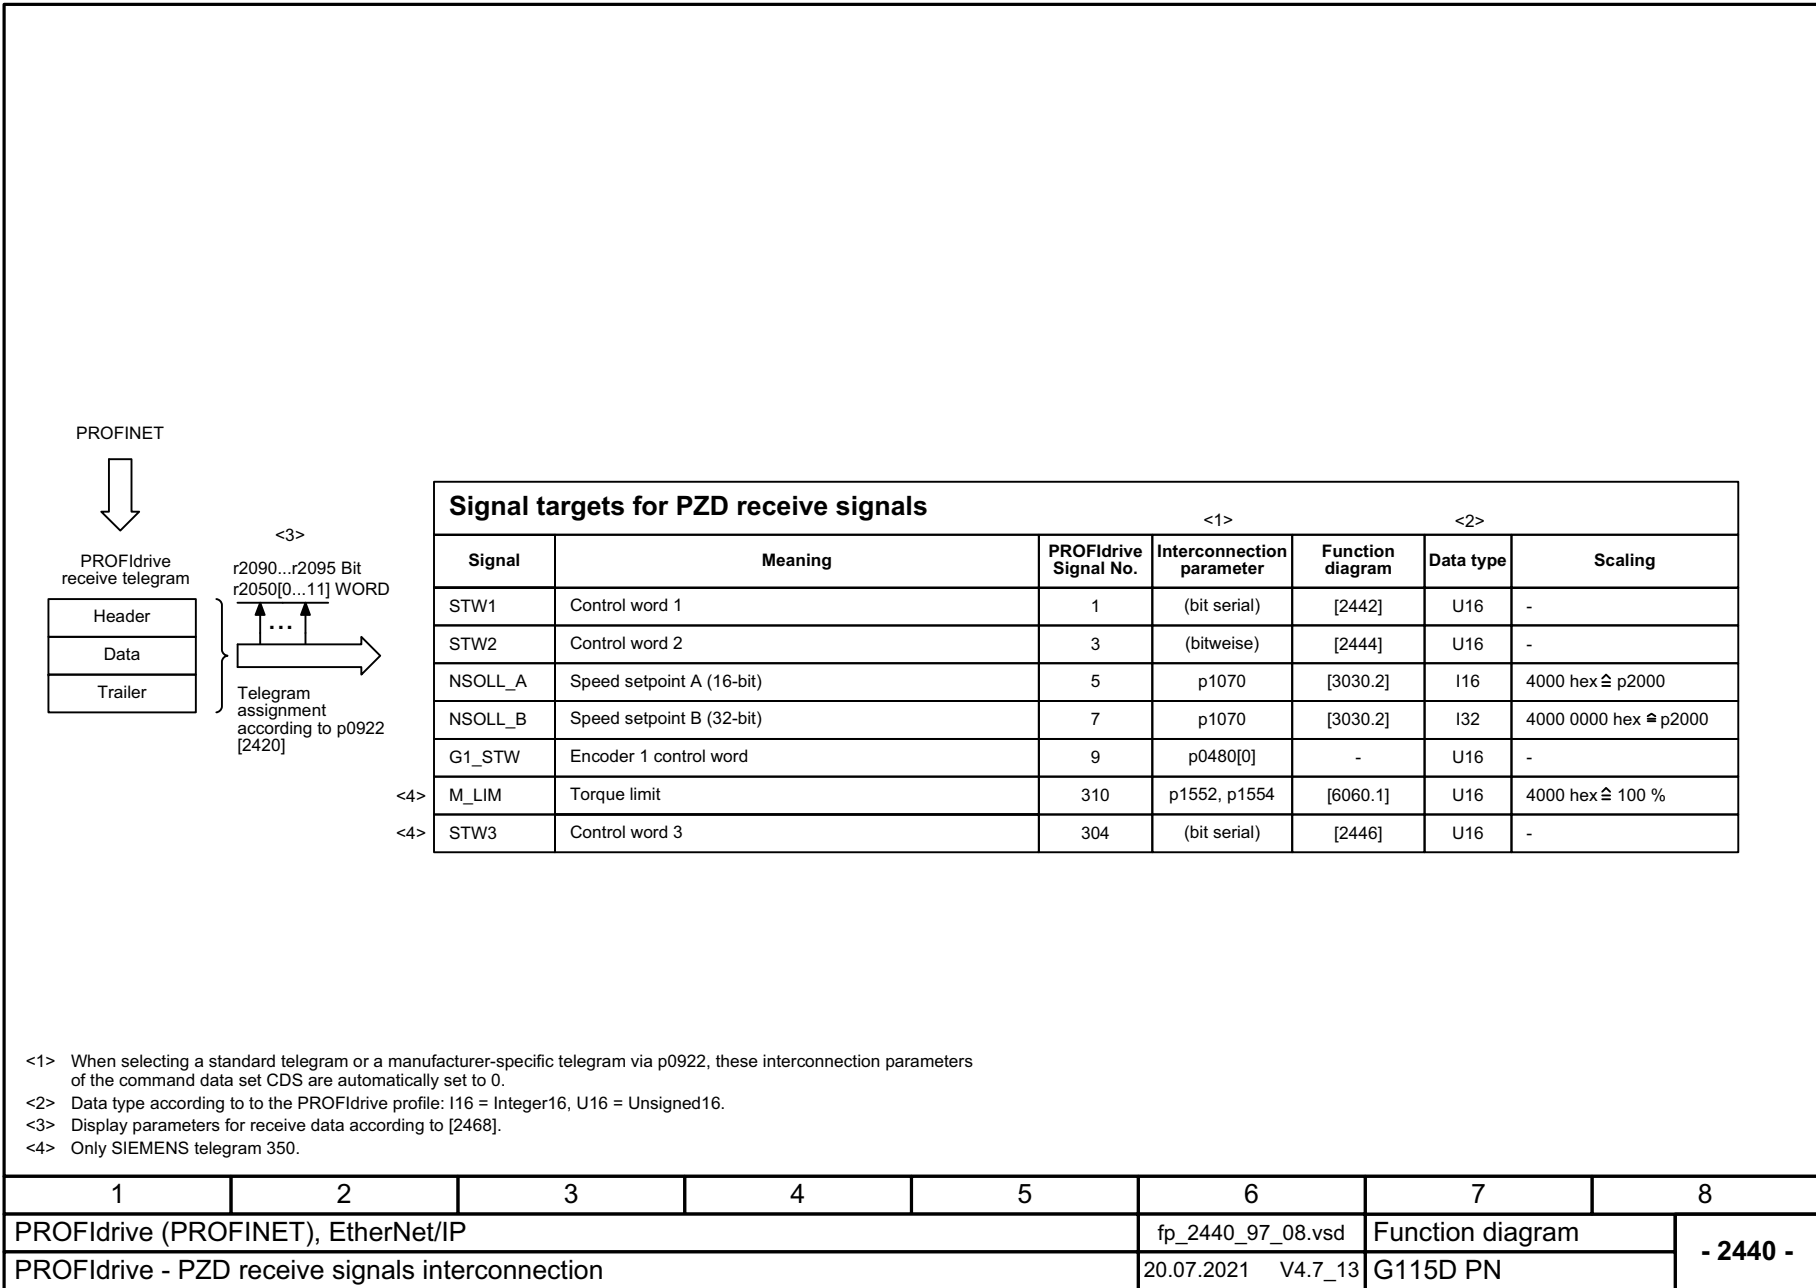 PROFINET
PROFIdrive
receive telegram
Header
Data
Trailer
<3>
r2090...r2095 Bit
r2050[0...11] WORD
...
Telegram
assignment
according to p0922
[2420]
Signal targets for PZD receive signals
<1> <2>
Signal Meaning PROFIdrive Signal No. Interconnection parameter Function diagram Data type Scaling
STW1 Control word 1 1 (bit serial) [2442] U16 -
STW2 Control word 2 3 (bitweise) [2444] U16 -
NSOLL_A Speed setpoint A (16-bit) 5 p1070 [3030.2] I16 4000 hex ≙ p2000
NSOLL_B Speed setpoint B (32-bit) 7 p1070 [3030.2] I32 4000 0000 hex ≙ p2000
G1_STW Encoder 1 control word 9 p0480[0] - U16 -
<4> M_LIM Torque limit 310 p1552, p1554 [6060.1] U16 4000 hex ≙ 100 %
<4> STW3 Control word 3 304 (bit serial) [2446] U16 -
<1> When selecting a standard telegram or a manufacturer-specific telegram via p0922, these interconnection parameters
of the command data set CDS are automatically set to 0.
<2> Data type according to to the PROFIdrive profile: I16 = Integer16, U16 = Unsigned16.
<3> Display parameters for receive data according to [2468].
<4> Only SIEMENS telegram 350.
1 2 3 4 5 6 7 8
PROFIdrive (PROFINET), EtherNet/IP fp_2440_97_08.vsd Function diagram
- 2440 -
PROFIdrive - PZD receive signals interconnection 20.07.2021 V4.7_13 G115D PN